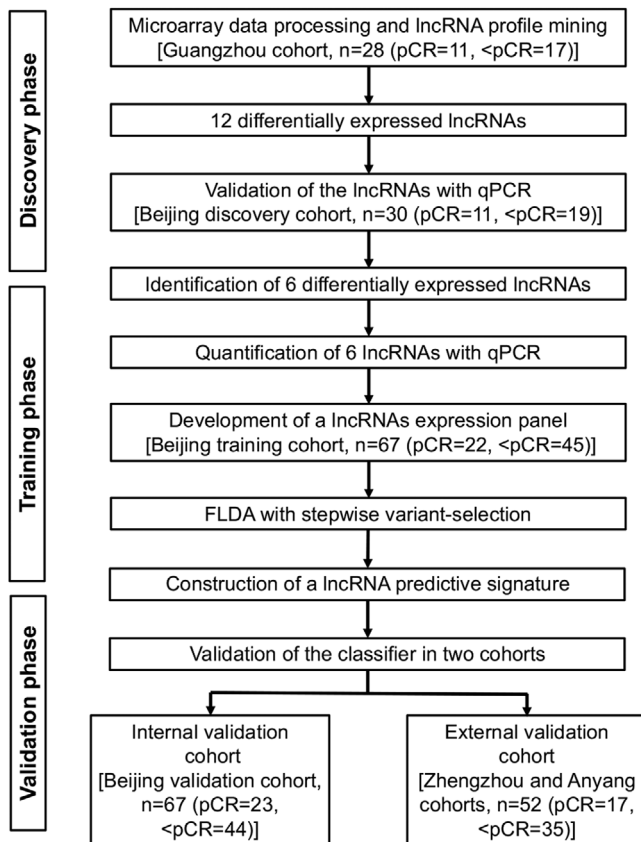 Discovery phase
Microarray data processing and lncRNA profile mining
[Guangzhou cohort, n=28 (pCR=11, <pCR=17)]
12 differentially expressed lncRNAs
Validation of the lncRNAs with qPCR
[Beijing discovery cohort, n=30 (pCR=11, <pCR=19)]
Identification of 6 differentially expressed lncRNAs
Training phase
Quantification of 6 lncRNAs with qPCR
Development of a lncRNAs expression panel
[Beijing training cohort, n=67 (pCR=22, <pCR=45)]
FLDA with stepwise variant-selection
Construction of a lncRNA predictive signature
Validation phase
Validation of the classifier in two cohorts
Internal validation
cohort
[Beijing validation cohort,
n=67 (pCR=23,
<pCR=44)]
External validation
cohort
[Zhengzhou and Anyang
cohorts, n=52 (pCR=17,
<pCR=35)]